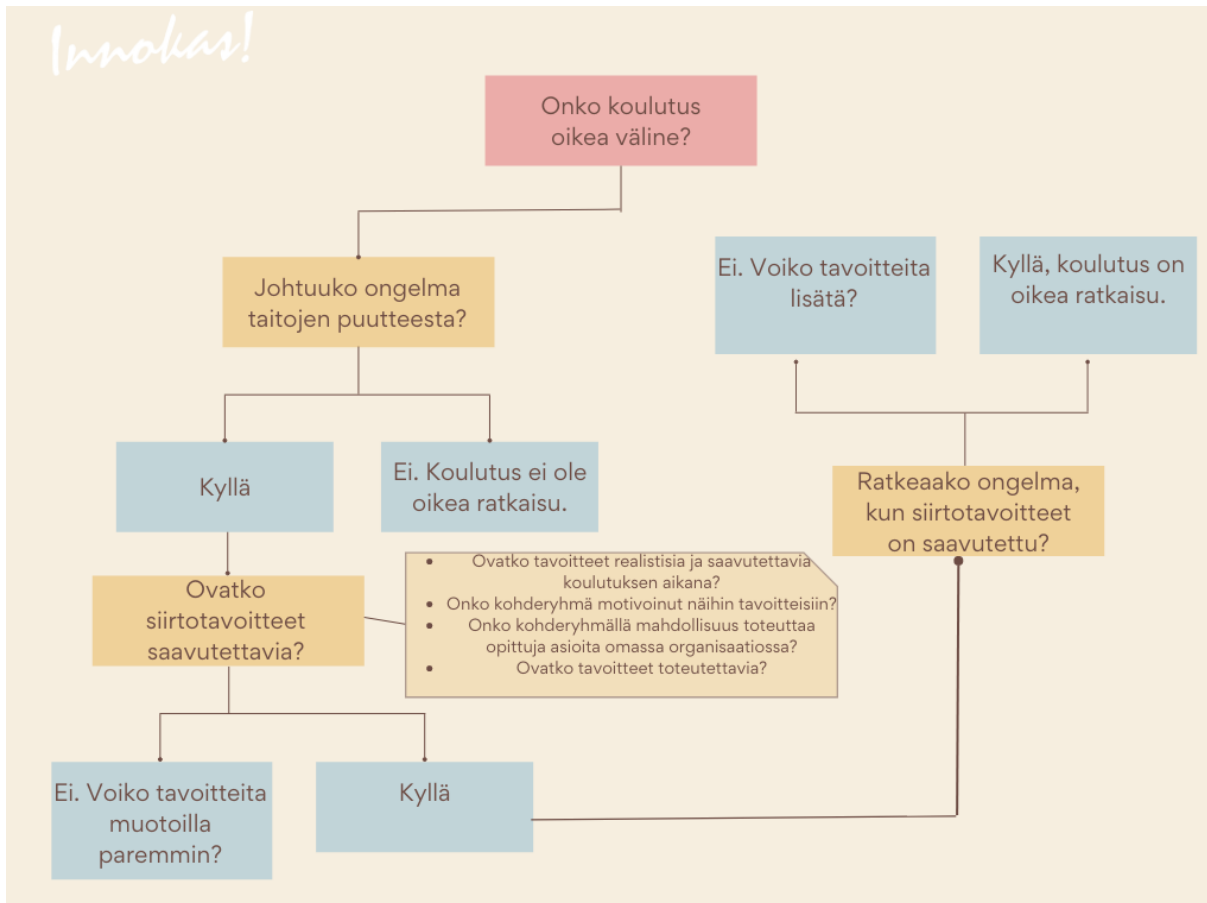 Innokas!
Onko koulutus
oikea väline?
Johtuuko ongelma
taitojen puutteesta?
Ei. Voiko tavoitteita
lisätä?
Kyllä, koulutus on
oikea ratkaisu.
Kyllä
Ei. Koulutus ei ole
oikea ratkaisu.
Ratkeaako ongelma,
kun siirtotavoitteet
on saavutettu?
Ovatko
siirtotavoitteet
saavutettavia?
• Ovatko tavoitteet realistisia ja saavutettavia
koulutuksen aikana?
• Onko kohderyhmä motivoinut näihin tavoitteisiin?
• Onko kohderyhmällä mahdollisuus toteuttaa
opittuja asioita omassa organisaatiossa?
• Ovatko tavoitteet toteutettavia?
Ei. Voiko tavoitteita
muotoilla
paremmin?
Kyllä